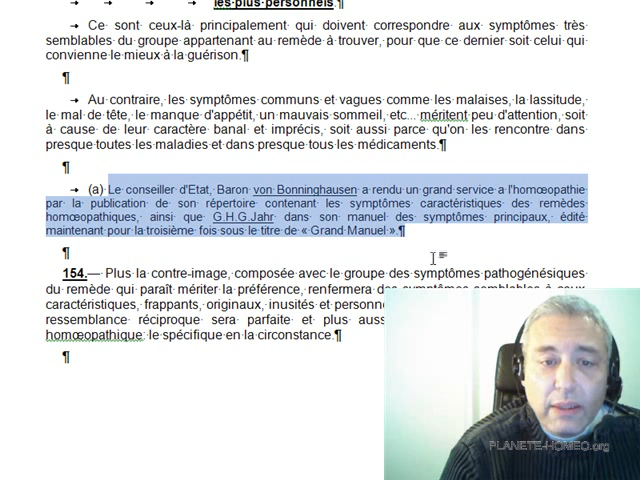 les plus personnels.¶
Ce sont ceux-là principalement qui doivent correspondre aux symptômes très
semblables du groupe appartenant au remède à trouver, pour que ce dernier soit celui qui
convienne le mieux à la guérison.¶
¶
Au contraire, les symptômes communs et vagues comme les malaises, la lassitude,
le mal de tête, le manque d'appétit, un mauvais sommeil, etc... méritent peu d'attention, soit
à cause de leur caractère banal et imprécis, soit aussi parce qu'on les rencontre dans
presque toutes les maladies et dans presque tous les médicaments.¶
¶
(a) Le conseiller d'Etat, Baron von Bonninghausen a rendu un grand service a l'homœopathie
par la publication de son répertoire contenant les symptômes caractéristiques des remèdes
homœopathiques, ainsi que G.H.G.Jahr dans son manuel des symptômes principaux, édité
maintenant pour la troisième fois sous le titre de « Grand Manuel ».¶
¶
154.— Plus la contre-image, composée avec le groupe des symptômes pathogénésiques
du remède qui paraît mériter la préférence, renfermera des symptômes semblables à ceux
caractéristiques, frappants, originaux, inusités et
ressemblance réciproque sera parfaite et plus
homœopathique, le spécifique en la circonstance.¶
¶
PLANETE-HOMEO.org